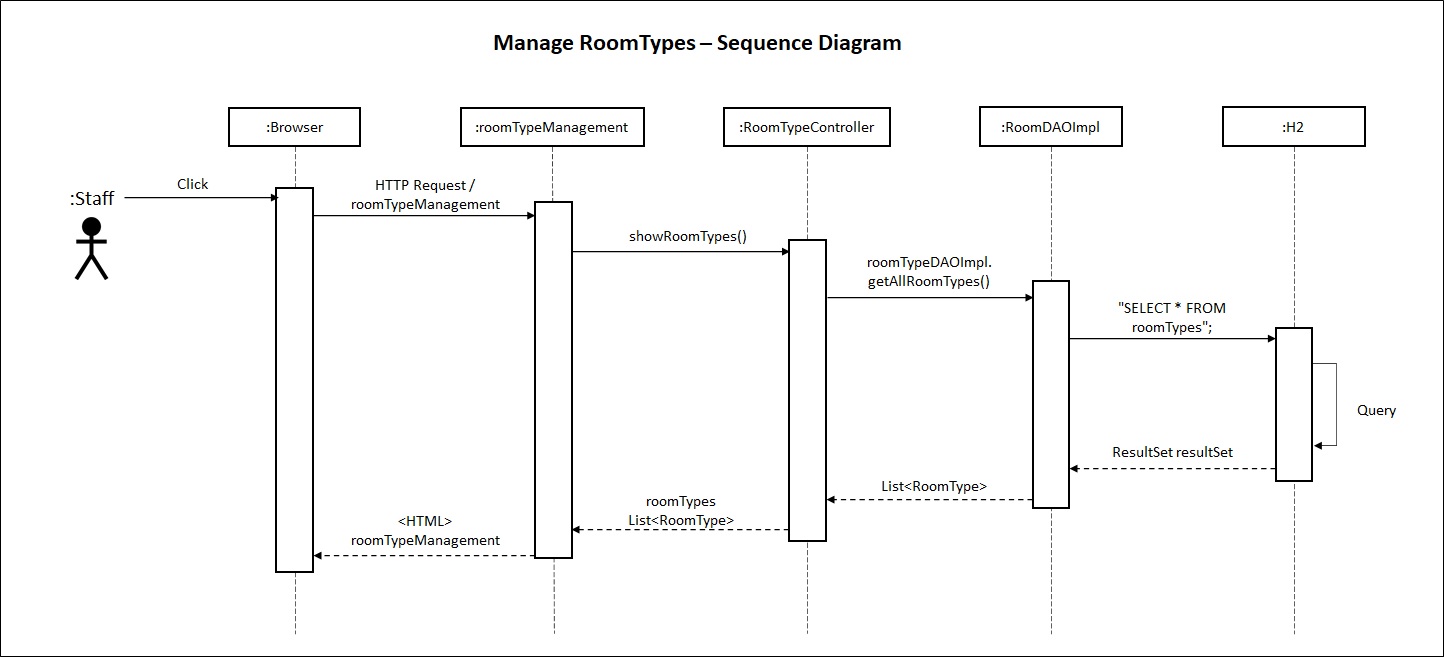 Manage RoomTypes – Sequence Diagram
:Browser
:roomTypeManagement
:RoomTypeController
:RoomDAOImpl
:H2
:Staff
Click
HTTP Request /
roomTypeManagement
showRoomTypes()
roomTypeDAOImpl.
getAllRoomTypes()
"SELECT * FROM
roomTypes";
Query
ResultSet resultSet
List<RoomType>
roomTypes
List<RoomType>
<HTML>
roomTypeManagement